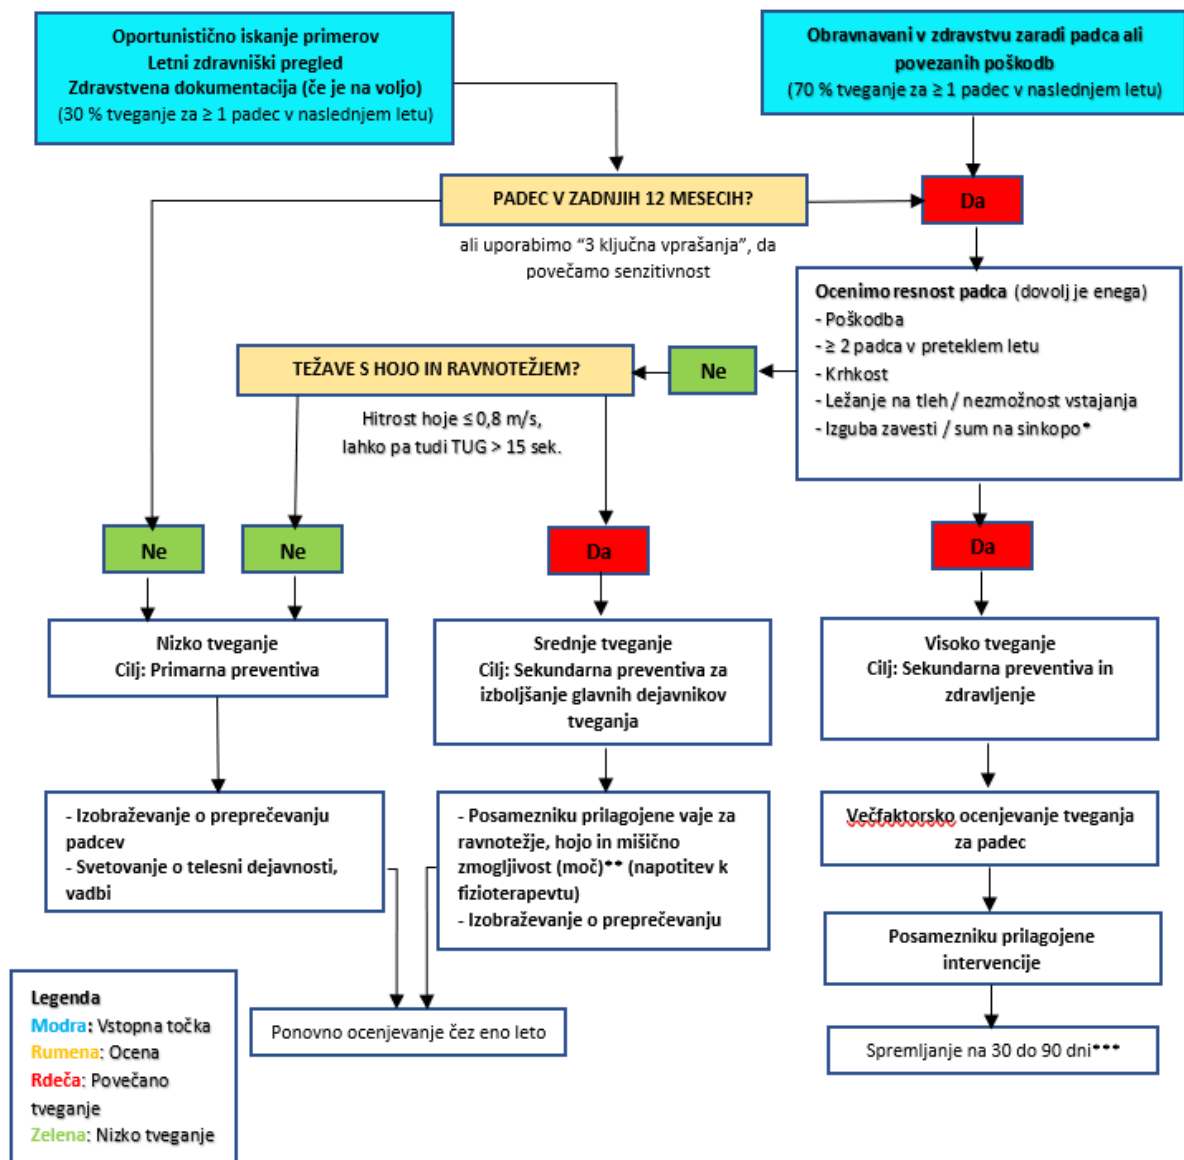 Oportunistično iskanje primerov
Letni zdravniški pregled
Zdravstvena dokumentacija (če je na voljo)
(30 % tveganje za ≥ 1 padec v naslednjem letu)
Obravnavani v zdravstvu zaradi padca ali
povezanih poškodb
(70 % tveganje za ≥ 1 padec v naslednjem letu)
PADEC V ZADNJIH 12 MESECIH?
Da
ali uporabimo “3 ključna vprašanja”, da
povečamo senzitivnost
Ocenimo resnost padca (dovolj je enega)
- Poškodba
- ≥ 2 padca v preteklem letu
- Krhkost
- Ležanje na tleh / nezmožnost vstajanja
- Izguba zavesti / sum na sinkopo*
TEŽAVE S HOJO IN RAVNOTEŽJEM?
Ne
Hitrost hoje ≤ 0,8 m/s,
lahko pa tudi TUG > 15 sek.
Ne
Ne
Da
Da
Nizko tveganje
Cilj: Primarna preventiva
Srednje tveganje
Cilj: Sekundarna preventiva za
izboljšanje glavnih dejavnikov
tveganja
Visoko tveganje
Cilj: Sekundarna preventiva in
zdravljenje
- Izobraževanje o preprečevanju
padcev
- Svetovanje o telesni dejavnosti,
vadbi
- Posamezniku prilagojene vaje za
ravnotežje, hojo in mišično
zmogljivost (moč)** (napotitev k
fizioterapevtu)
- Izobraževanje o preprečevanju
Večfaktorsko ocenjevanje tveganja
za padec
Posamezniku prilagojene
intervencije
Ponovno ocenjevanje čez eno leto
Spremljanje na 30 do 90 dni***
Legenda
Modra: Vstopna točka
Rumena: Ocena
Rdeča: Povečano
tveganje
Zelena: Nizko tveganje